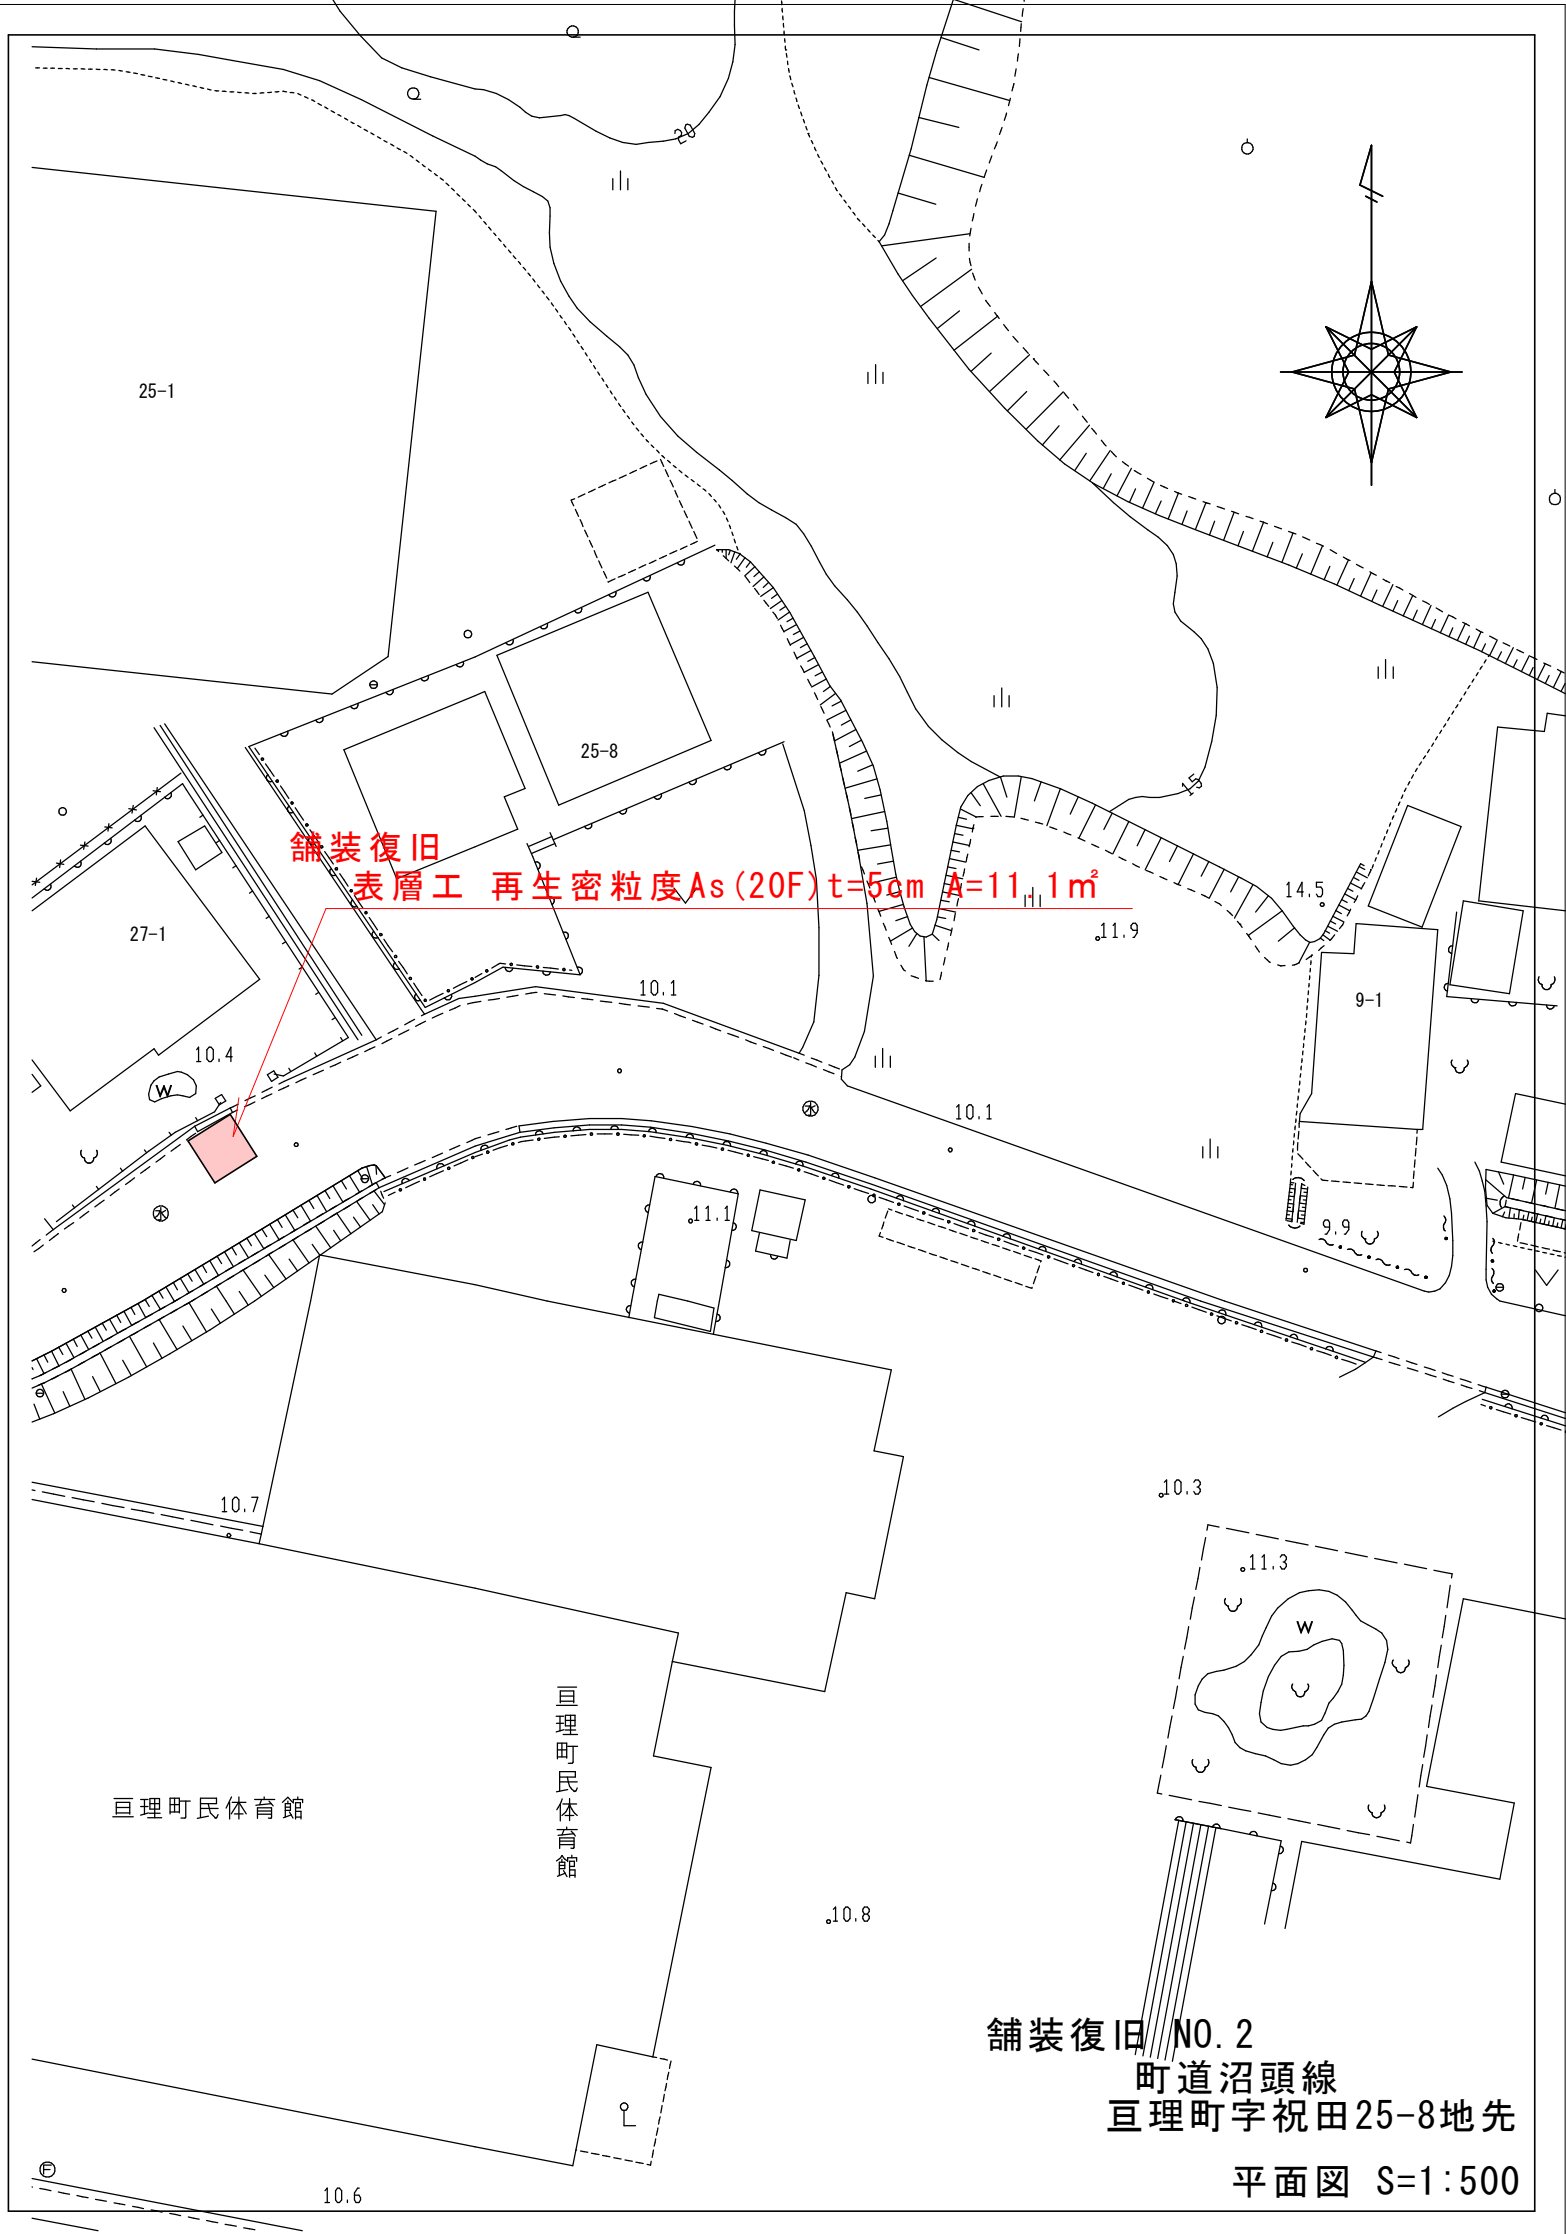 20
25-1
25-8
15
舗装復旧
表層工 再生密粒度As(20F)t=5cm A=11.1㎡
14.5
11.9
27-1
10.1
9-1
10.4
W
10.1
水
水
11.1
9.9
10.7
10.3
11.3
W
亘理町民体育館
亘理町民体育館
10.8
舗装復旧 NO.2
町道沼頭線
亘理町字祝田25-8地先
平面図 S=1:500
F
10.6